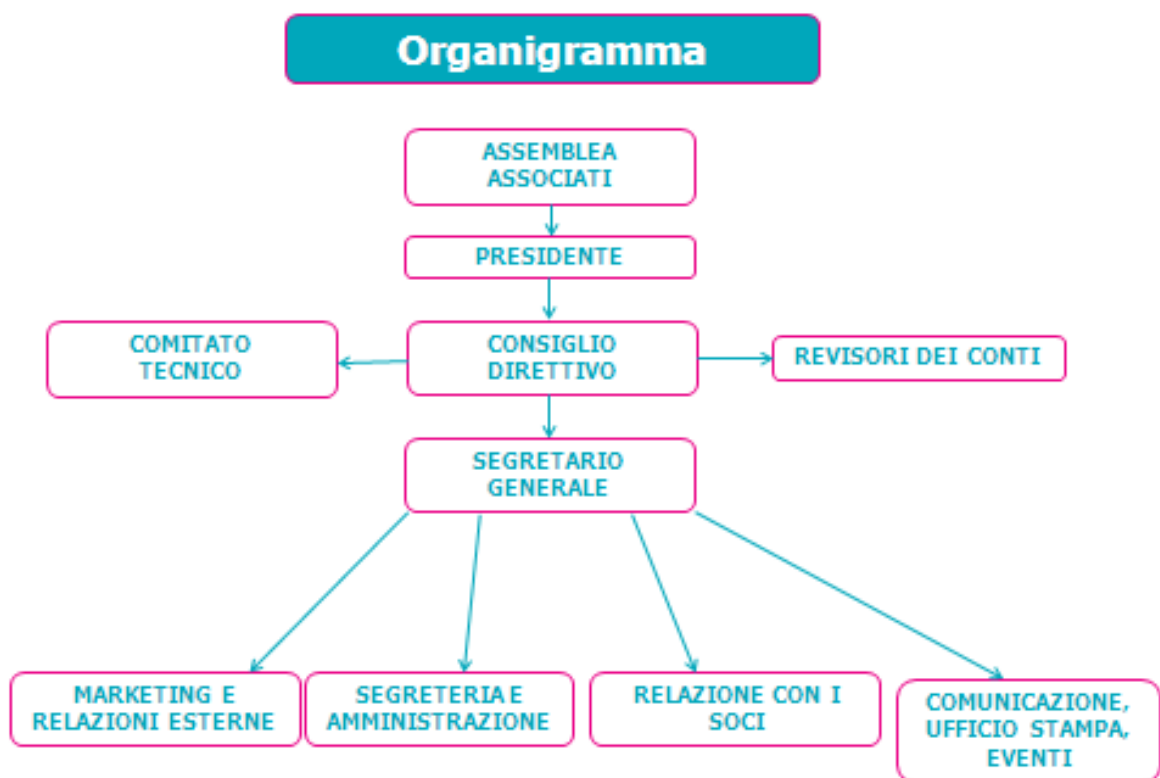 Organigramma
ASSEMBLEA
ASSOCIATI
PRESIDENTE
COMITATO
TECNICO
CONSIGLIO
DIRETTIVO
REVISORI DEI CONTI
SEGRETARIO
GENERALE
MARKETING E
RELAZIONI ESTERNE
SEGRETERIA E
AMMINISTRAZIONE
RELAZIONE CON I
SOCI
COMUNICAZIONE,
UFFICIO STAMPA,
EVENTI